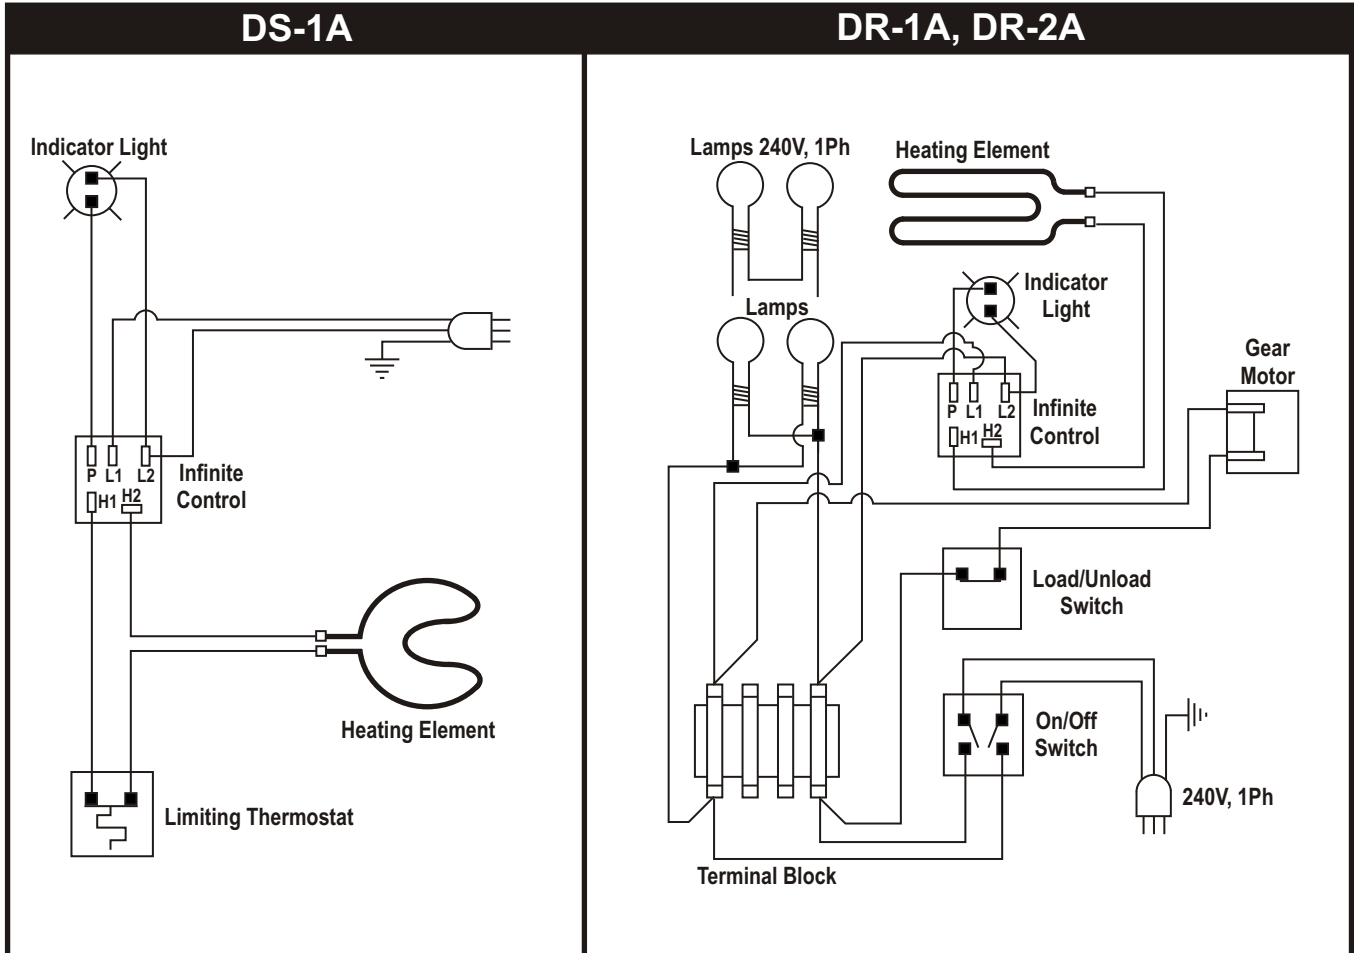 DS-1A
Indicator Light
P L1 L2
H1 H2
Infinite
Control
Heating Element
Limiting Thermostat
DR-1A, DR-2A
Lamps 240V, 1Ph
Heating Element
Indicator
Light
Lamps
Gear
Motor
P L1 L2
H1 H2
Infinite
Control
Load/Unload
Switch
On/Off
Switch
240V, 1Ph
Terminal Block